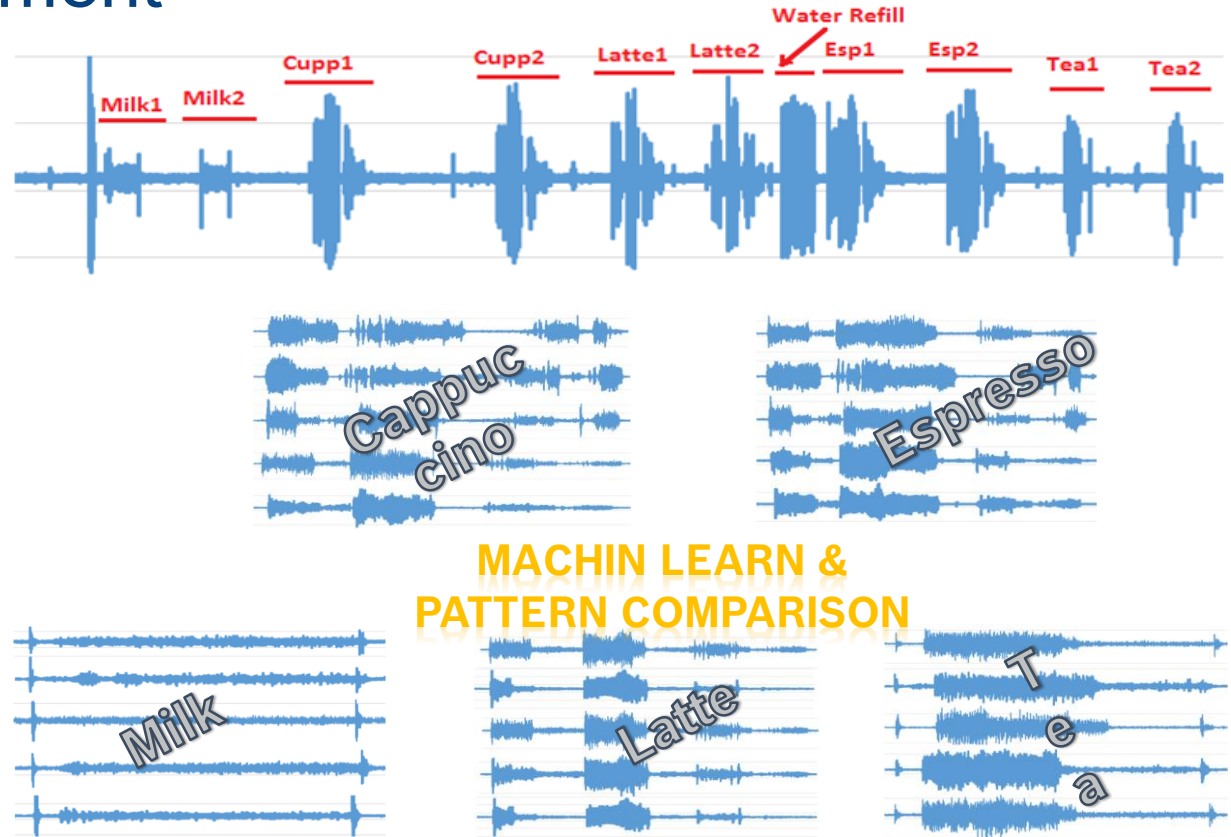 Water Refill
Milk1
Milk2
Cupp1
Cupp2
Latte1
Latte2
Esp1
Esp2
Tea1
Tea2
Cappuc
cino
Espresso
MACHIN LEARN &
PATTERN COMPARISON
Milk
Latte
T
e
a